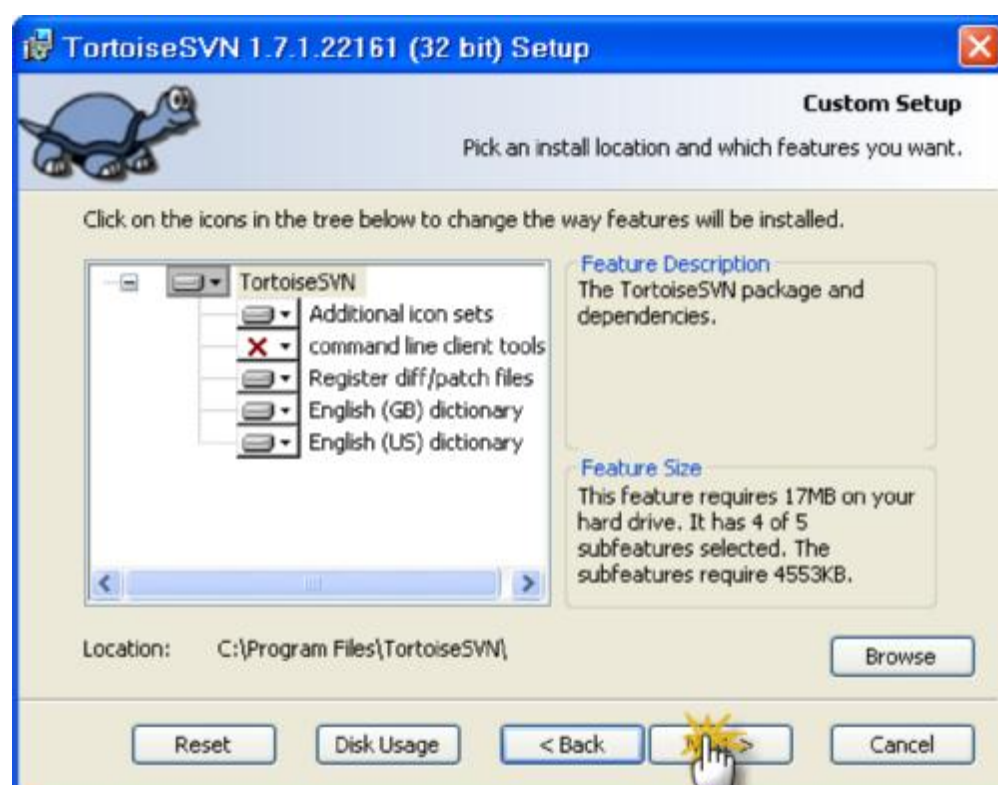 TortoiseSVN 1.7.1.22161 (32 bit) Setup
Custom Setup
Pick an install location and which features you want.
Click on the icons in the tree below to change the way features will be installed.
TortoiseSVN
Additional icon sets
command line client tools
Register diff/patch files
English (GB) dictionary
English (US) dictionary
Feature Description
The TortoiseSVN package and
dependencies.
Feature Size
This feature requires 17MB on your
hard drive. It has 4 of 5
subfeatures selected. The
subfeatures require 4553KB.
Location: C:\Program Files\TortoiseSVN\
Browse
Reset
Disk Usage
< Back
Cancel